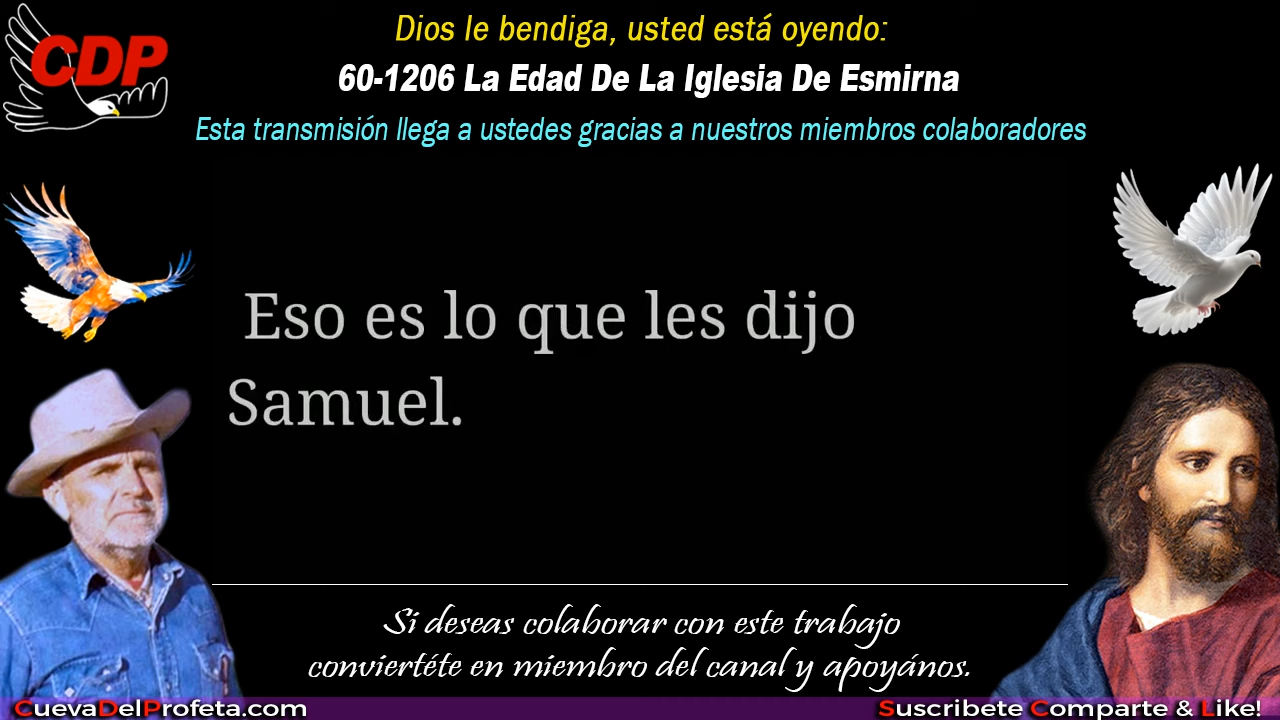 CDP
Dios le bendiga, usted está oyendo:
60-1206 La Edad De La Iglesia De Esmirna
Esta transmisión llega a ustedes gracias a nuestros miembros colaboradores
Eso es lo que les dijo
Samuel.
Si deseas colaborar con este trabajo
conviertéte en miembro del canal y apoyános.
CuevaDelProfeta.com
Suscribete Comparte & Like!